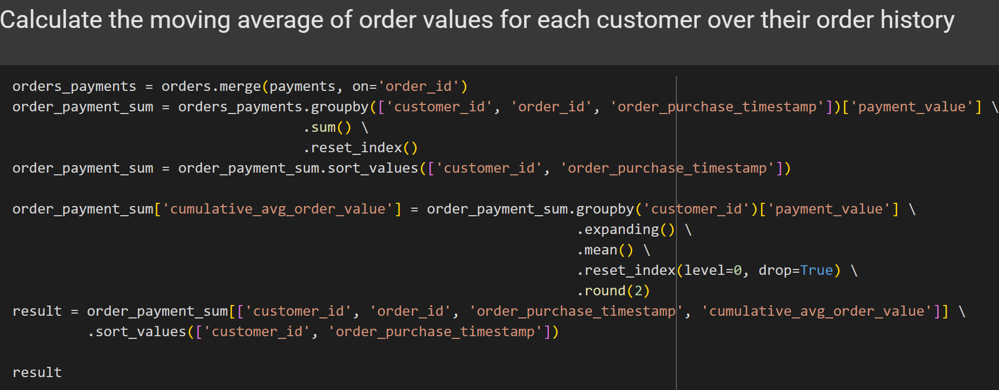 Calculate the moving average of order values for each customer over their order history
orders_payments = orders.merge(payments, on='order_id')
order_payment_sum = orders_payments.groupby(['customer_id', 'order_id', 'order_purchase_timestamp'])['payment_value'] \
.sum() \
.reset_index()
order_payment_sum = order_payment_sum.sort_values(['customer_id', 'order_purchase_timestamp'])
order_payment_sum['cumulative_avg_order_value'] = order_payment_sum.groupby('customer_id')['payment_value'] \
.expanding() \
.mean() \
.reset_index(level=0, drop=True) \
.round(2)
result = order_payment_sum[['customer_id', 'order_id', 'order_purchase_timestamp', 'cumulative_avg_order_value']] \
.sort_values(['customer_id', 'order_purchase_timestamp'])
result